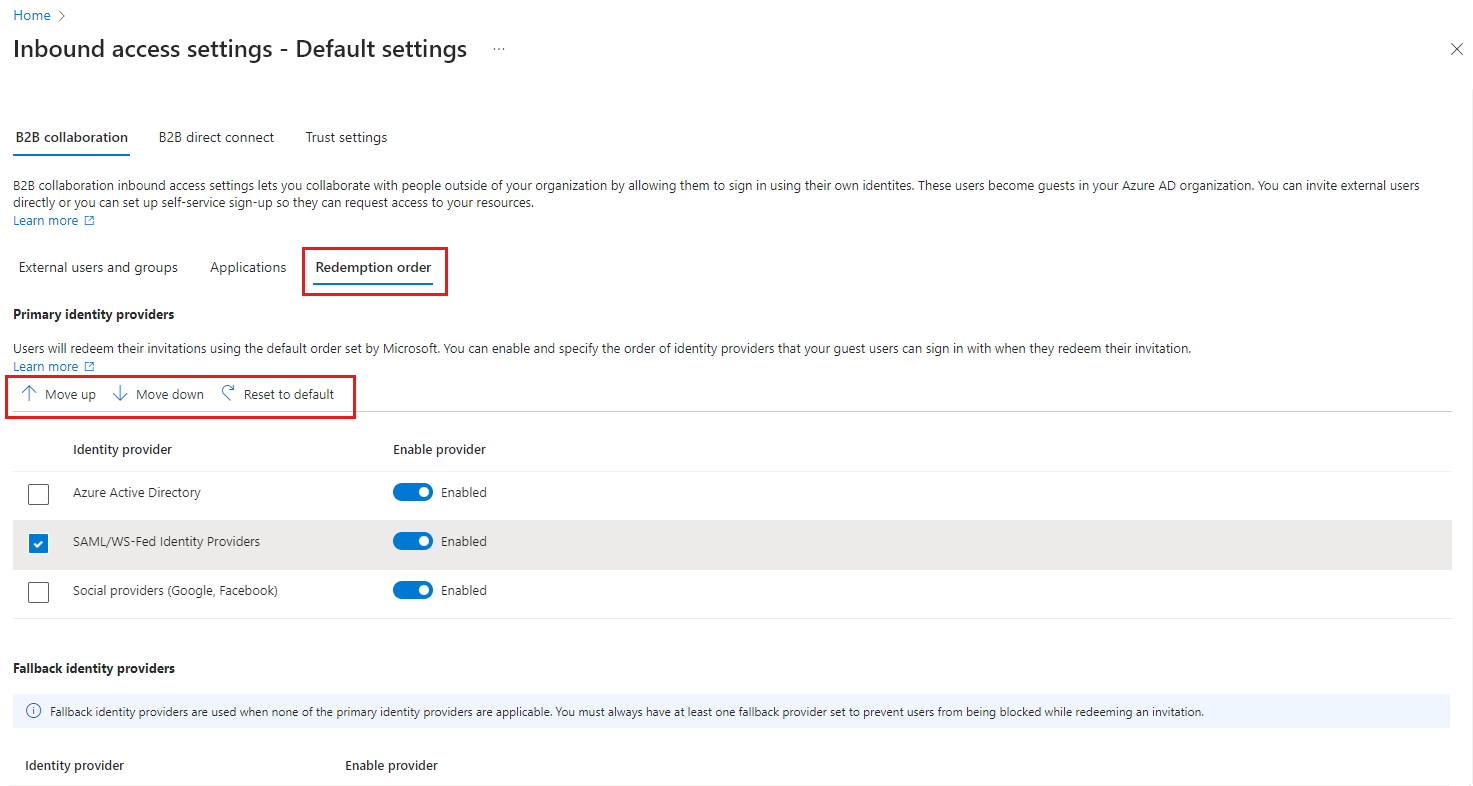 Home
Inbound access settings - Default settings
B2B collaboration B2B direct connect Trust settings
B2B collaboration inbound access settings lets you collaborate with people outside of your organization by allowing them to sign in using their own identites. These users become guests in your Azure AD organization. You can invite external users
directly or you can set up self-service sign-up so they can request access to your resources.
Learn more
External users and groups Applications Redemption order
Primary identity providers
Users will redeem their invitations using the default order set by Microsoft. You can enable and specify the order of identity providers that your guest users can sign in with when they redeem their invitation.
Learn more
Move up Move down Reset to default
Identity provider Enable provider
Azure Active Directory Enabled
SAML/WS-Fed Identity Providers Enabled
Social providers (Google, Facebook) Enabled
Fallback identity providers
Fallback identity providers are used when none of the primary identity providers are applicable. You must always have at least one fallback provider set to prevent users from being blocked while redeeming an invitation.
Identity provider Enable provider